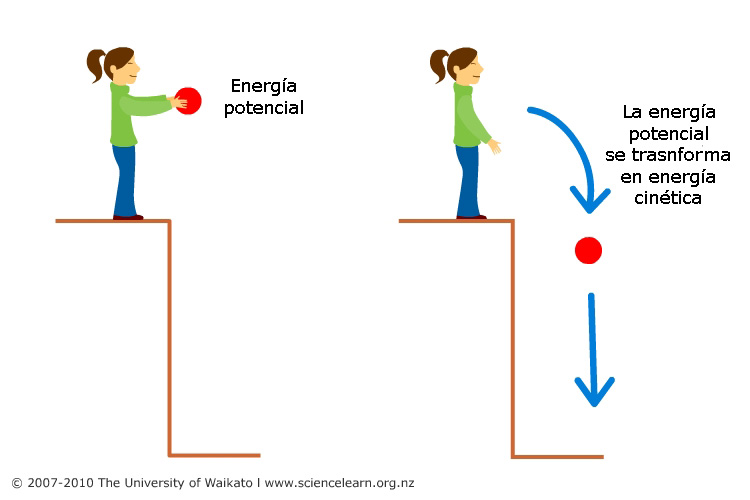 Energía
potencial
La energía
potencial
se trasnforma
en energía
cinética
© 2007-2010 The University of Waikato l www.sciencelearn.org.nz